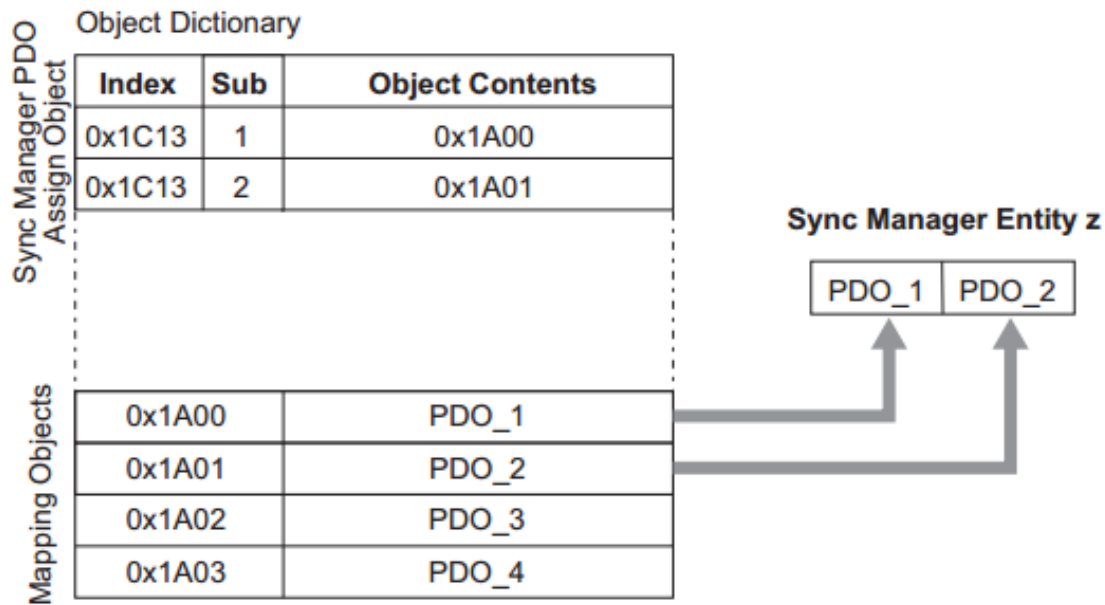 Object Dictionary
Sync Manager PDO
Assign Object
Index Sub Object Contents
0x1C13 1 0x1A00
0x1C13 2 0x1A01
Sync Manager Entity z
PDO_1 PDO_2
Mapping Objects
0x1A00 PDO_1
0x1A01 PDO_2
0x1A02 PDO_3
0x1A03 PDO_4